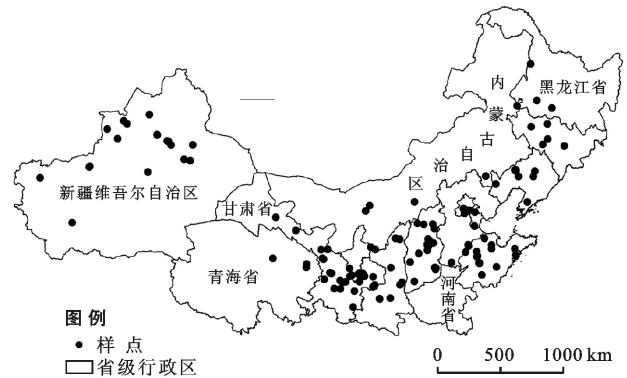 内蒙古自治区
黑龙江省
新疆维吾尔自治区
甘肃省
青海省
河南省
图例
样点
省级行政区
0 500 1000 km